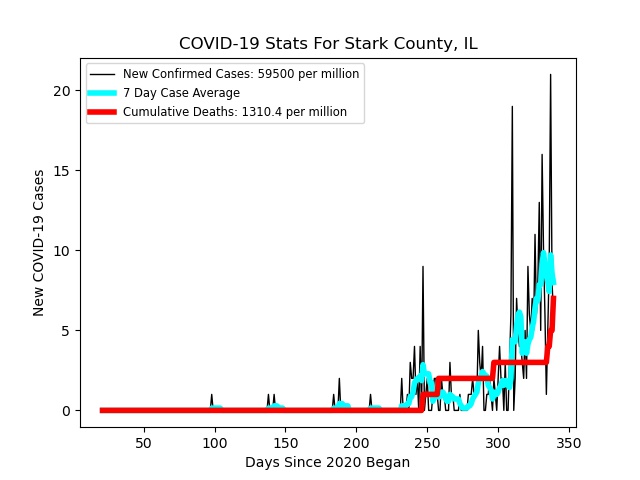 COVID-19 Stats For Stark County, IL
New Confirmed Cases: 59500 per million
7 Day Case Average
Cumulative Deaths: 1310.4 per million
New COVID-19 Cases
20
15
10
5
0
50 100 150 200 250 300 350
Days Since 2020 Began